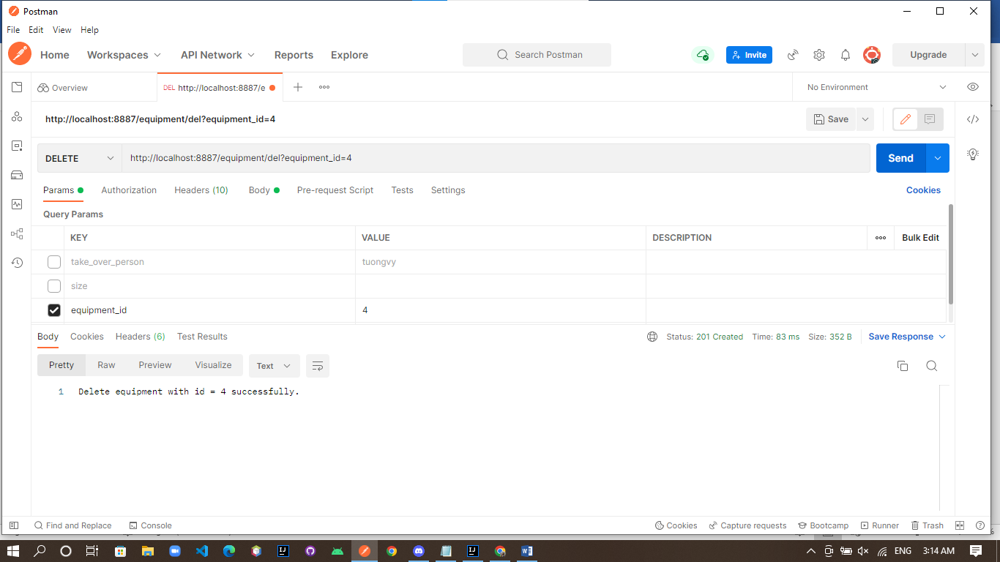 Postman
File Edit View Help
Home Workspaces API Network Reports Explore Search Postman Invite Upgrade
Overview DEL http://localhost:8887/e No Environment
http://localhost:8887/equipment/del?equipment_id=4 Save
DELETE http://localhost:8887/equipment/del?equipment_id=4 Send
Params Authorization Headers (10) Body Pre-request Script Tests Settings Cookies
Query Params
KEY VALUE DESCRIPTION Bulk Edit
take_over_person tuongvy
size
equipment_id 4
Body Cookies Headers (6) Test Results Status: 201 Created Time: 83 ms Size: 352 B Save Response
Pretty Raw Preview Visualize Text
1 Delete equipment with id = 4 successfully.
Find and Replace Console Cookies Capture requests Bootcamp Runner Trash
ENG 3:14 AM